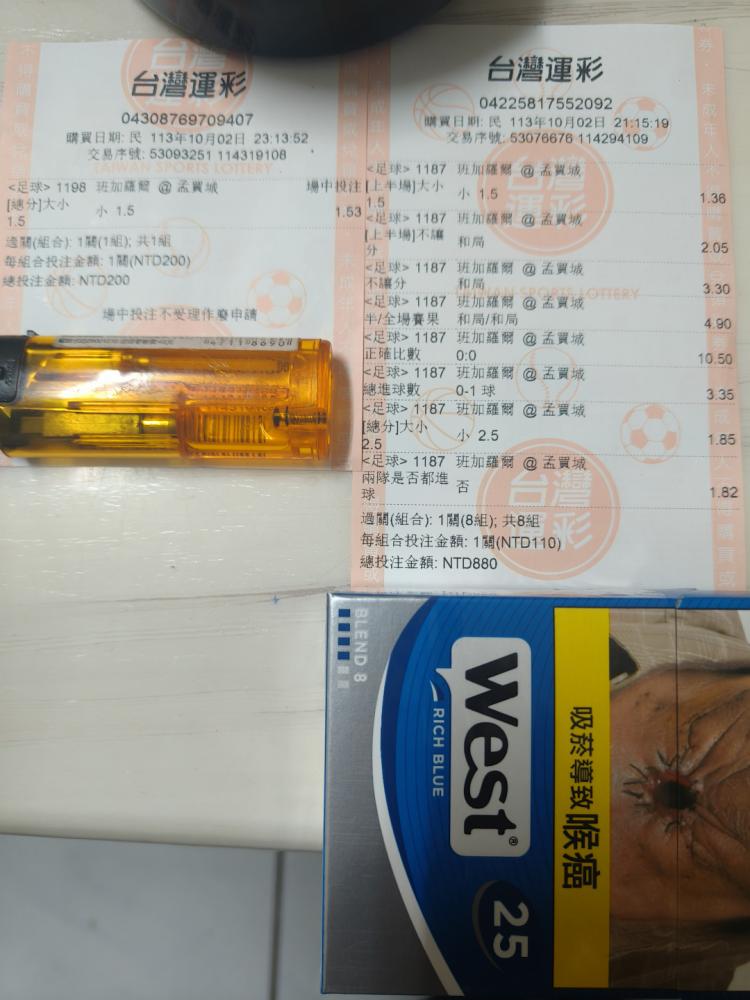 台灣運彩
04308769709407
購買日期: 民 113年10月02日 23:13:52
交易序號: 53093251 114319108
TAIWAN SPORTS LOTTERY
<足球> 1198 班加羅爾 @ 孟買城 場中投注
[總分]大小 小 1.5 1.53
1.5
過關(組合): 1關(1組); 共1組
每組合投注金額: 1關(NTD200)
總投注金額: NTD200
場中投注不受理作廢申請
台灣運彩
04225817552092
購買日期: 民 113年10月02日 21:15:19
交易序號: 53076676 114294109
<足球> 1187 班加羅爾 @ 孟買城
[上半場]大小 小 1.5 1.36
1.5
<足球> 1187 班加羅爾 @ 孟買城
[上半場]不讓 和局 2.05
分
<足球> 1187 班加羅爾 @ 孟買城
不讓分 和局 3.30
TAIWAN SPORTS LOTTERY
<足球> 1187 班加羅爾 @ 孟買城
半/全場賽果 和局/和局 4.90
<足球> 1187 班加羅爾 @ 孟買城
正確比數 0:0 10.50
<足球> 1187 班加羅爾 @ 孟買城
總進球數 0-1 球 3.35
<足球> 1187 班加羅爾 @ 孟買城
[總分]大小 小 2.5 1.85
2.5
<足球> 1187 班加羅爾 @ 孟買城
兩隊是否都進 否 1.82
球
過關(組合): 1關(8組); 共8組
每組合投注金額: 1關(NTD110)
總投注金額: NTD880
BLEND 8
West®
RICH BLUE
25
吸菸導致喉癌